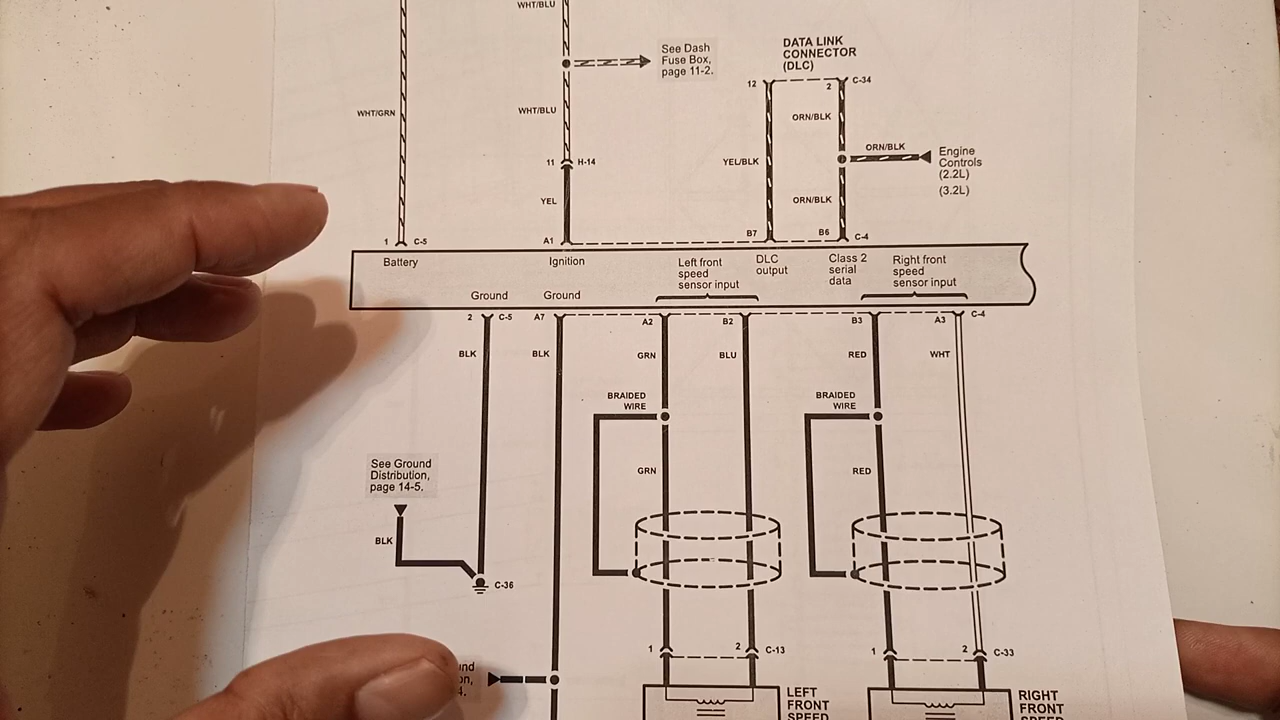 WHT/BLU
See Dash
Fuse Box,
page 11-2.
DATA LINK
CONNECTOR
(DLC)
12
2
C-34
WHT/GRN
WHT/BLU
ORN/BLK
ORN/BLK
Engine
Controls
(2.2L)
(3.2L)
11
H-14
YEL/BLK
YEL
ORN/BLK
1
C-5
A1
B7
B6
C-4
Battery
Ignition
Left front
speed
sensor input
DLC
output
Class 2
serial
data
Right front
speed
sensor input
Ground
Ground
2
C-5
A7
A2
B2
B3
A3
C-4
BLK
BLK
GRN
BLU
RED
WHT
BRAIDED
WIRE
BRAIDED
WIRE
See Ground
Distribution,
page 14-5.
GRN
RED
BLK
C-36
1
2
C-13
1
2
C-33
LEFT
FRONT
SPEED
RIGHT
FRONT
SPEED